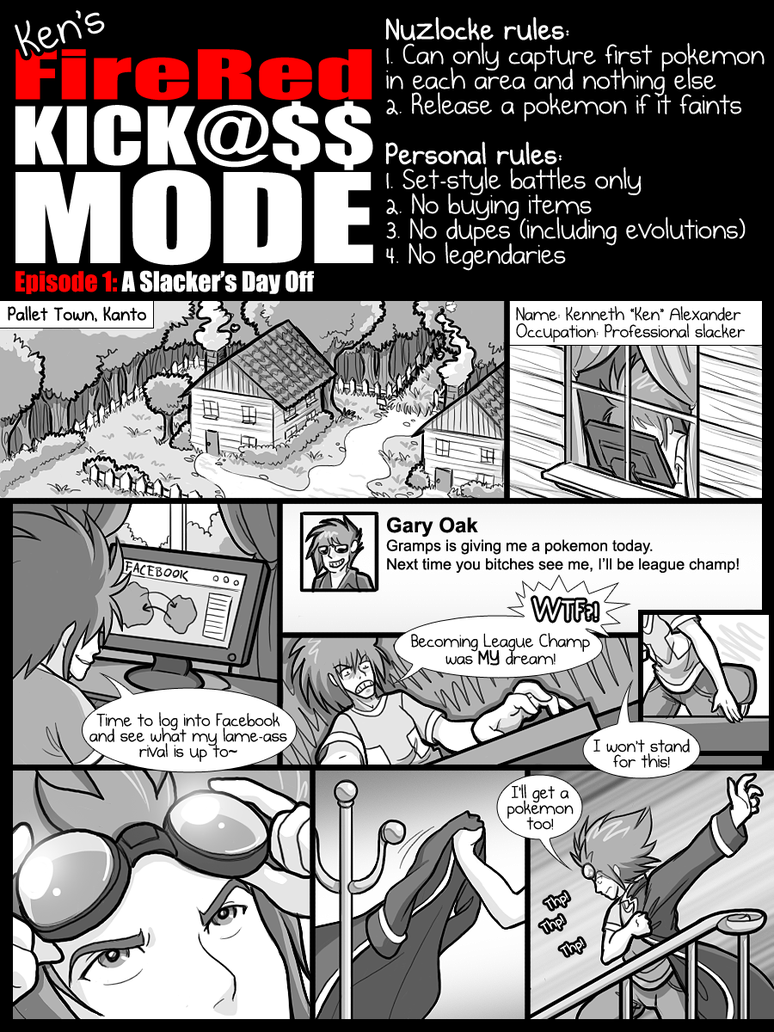 Ken's
FireRed
KICK@$$
MODE
Episode 1: A Slacker's Day Off
Nuzlocke rules:
1. Can only capture first pokemon
in each area and nothing else
2. Release a pokemon if it faints
Personal rules:
1. Set-style battles only
2. No buying items
3. No dupes (including evolutions)
4. No legendaries
Pallet Town, Kanto
Name: Kenneth "Ken" Alexander
Occupation: Professional slacker
FACEBOOK
Time to log into Facebook
and see what my lame-ass
rival is up to~
Gary Oak
Gramps is giving me a pokemon today.
Next time you bitches see me, I'll be league champ!
WTF?!
Becoming League Champ
was MY dream!
I won't stand
for this!
I'll get a
pokemon
too!
Thp!
Thp!
Thp!